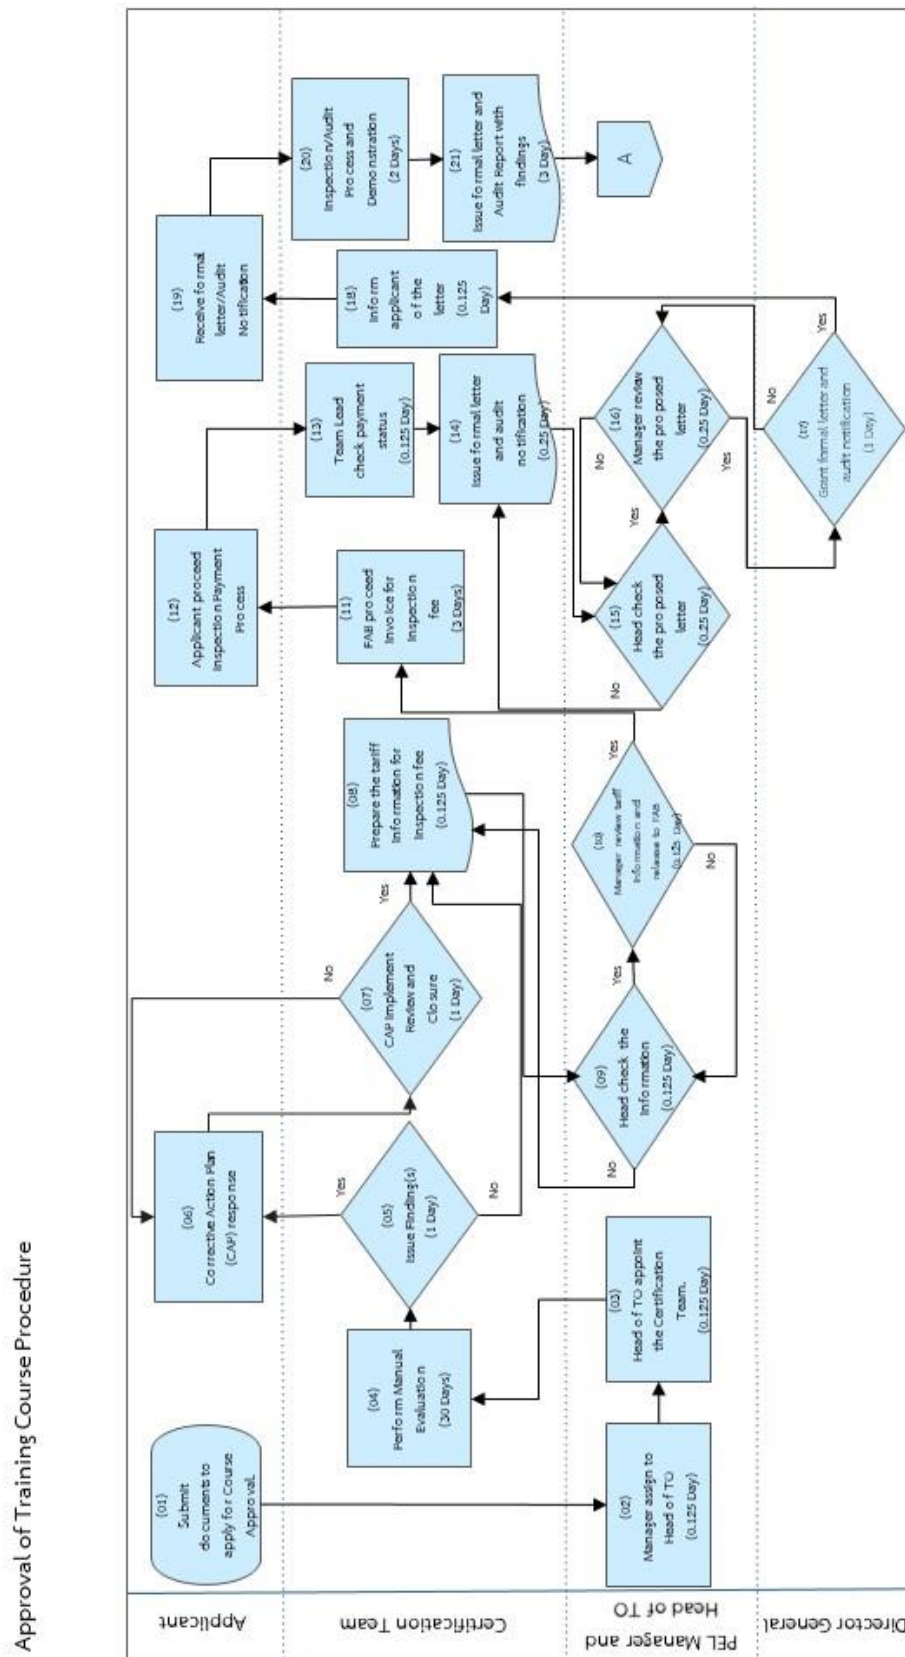 Approval of Training Course Procedure
Applicant
Certification Team
PEL Manager and
Head of TO
Director General
(01)
Submit
documents to
apply for Course
Approval.
(02)
Manager assign to
Head of TO
(0.125 Day)
(03)
Head of TO appoint
the Certification
Team.
(0.125 Day)
(04)
Perform Manual
Evaluation
(30 Days)
(05)
Issue Finding(s)
(1 Day)
Yes
No
(06)
Corrective Action Plan
(CAP) response
(07)
CAP Implement
Review and
Closure
(1 Day)
No
Yes
(08)
Prepare the tariff
Information for
Inspection fee
(0.125 Day)
(09)
Head check the
Information
(0.125 Day)
No
Yes
(10)
Manager review tariff
Information and
release to FAB
(0.125 Day)
Yes
No
(11)
FAB proceed
Invoice for
Inspection
fee
(3 Days)
(12)
Applicant proceed
Inspection Payment
Process
(13)
Team Lead
check payment
status
(0.125 Day)
(14)
Issue formal letter
and audit
notification
(0.25 Day)
(15)
Head check
the proposed
letter
(0.25 Day)
No
Yes
(16)
Manager review
the proposed
letter
(0.25 Day)
No
Yes
(17)
Grant formal letter and
audit notification
(1 Day)
No
Yes
(18)
Inform
applicant
of the
letter
(0.125
Day)
(19)
Receive formal
letter/Audit
Notification
(20)
Inspection/Audit
Process and
Demonstration
(2 Days)
(21)
Issue formal letter and
Audit Report with
findings
(3 Day)
A